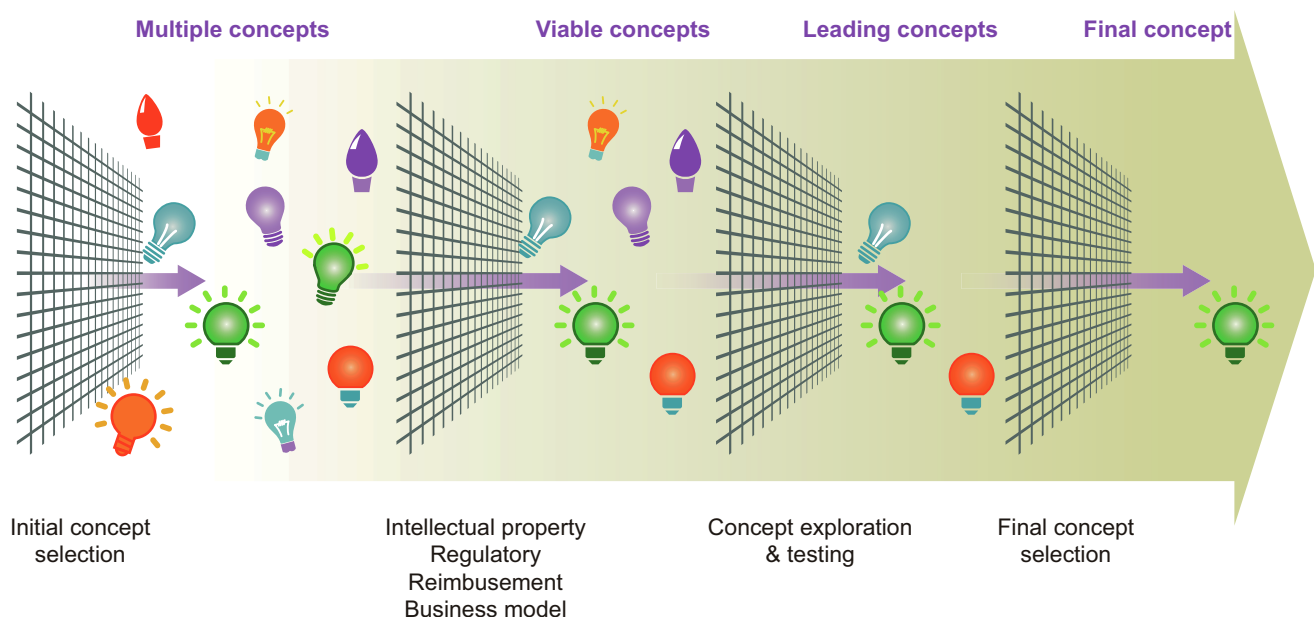 Multiple concepts
Viable concepts
Leading concepts
Final concept
Initial concept
selection
Intellectual property
Regulatory
Reimbusement
Business model
Concept exploration
& testing
Final concept
selection